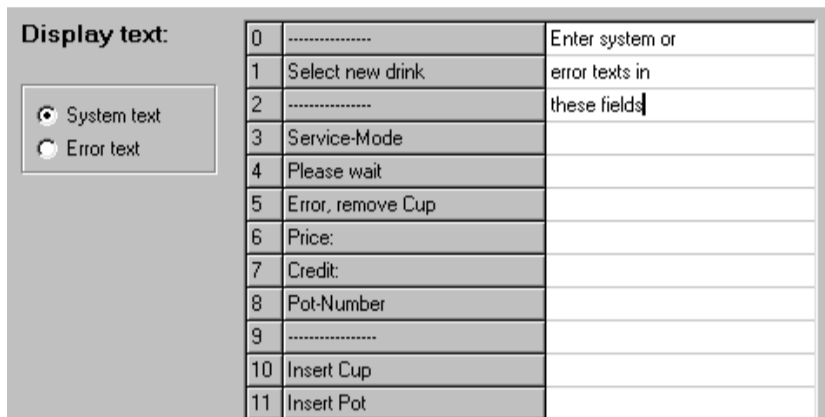 Display text:
System text
Error text
0 ---------------- Enter system or
1 Select new drink error texts in
2 ---------------- these fields
3 Service-Mode
4 Please wait
5 Error, remove Cup
6 Price:
7 Credit:
8 Pot-Number
9 -----------------
10 Insert Cup
11 Insert Pot